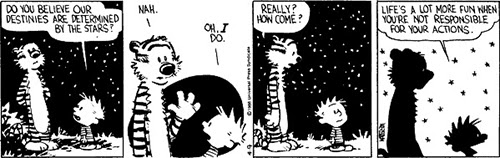 DO YOU BELIEVE OUR
DESTINIES ARE DETERMINED
BY THE STARS?
NAH.
OH, I
DO.
REALLY?
HOW COME?
LIFE'S A LOT MORE FUN WHEN
YOU'RE NOT RESPONSIBLE
FOR YOUR ACTIONS.